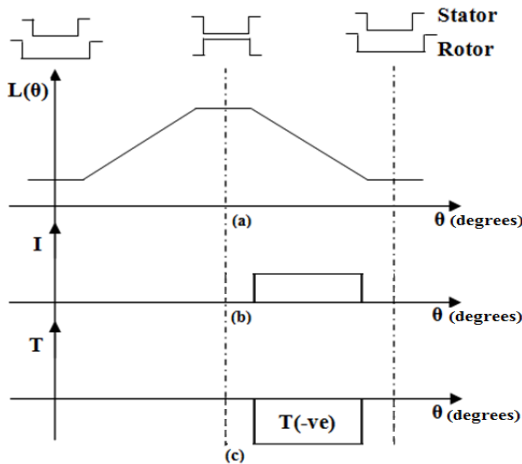 Stator
Rotor
L(θ)
(a)
θ (degrees)
I
(b)
θ (degrees)
T
θ (degrees)
T(-ve)
(c)